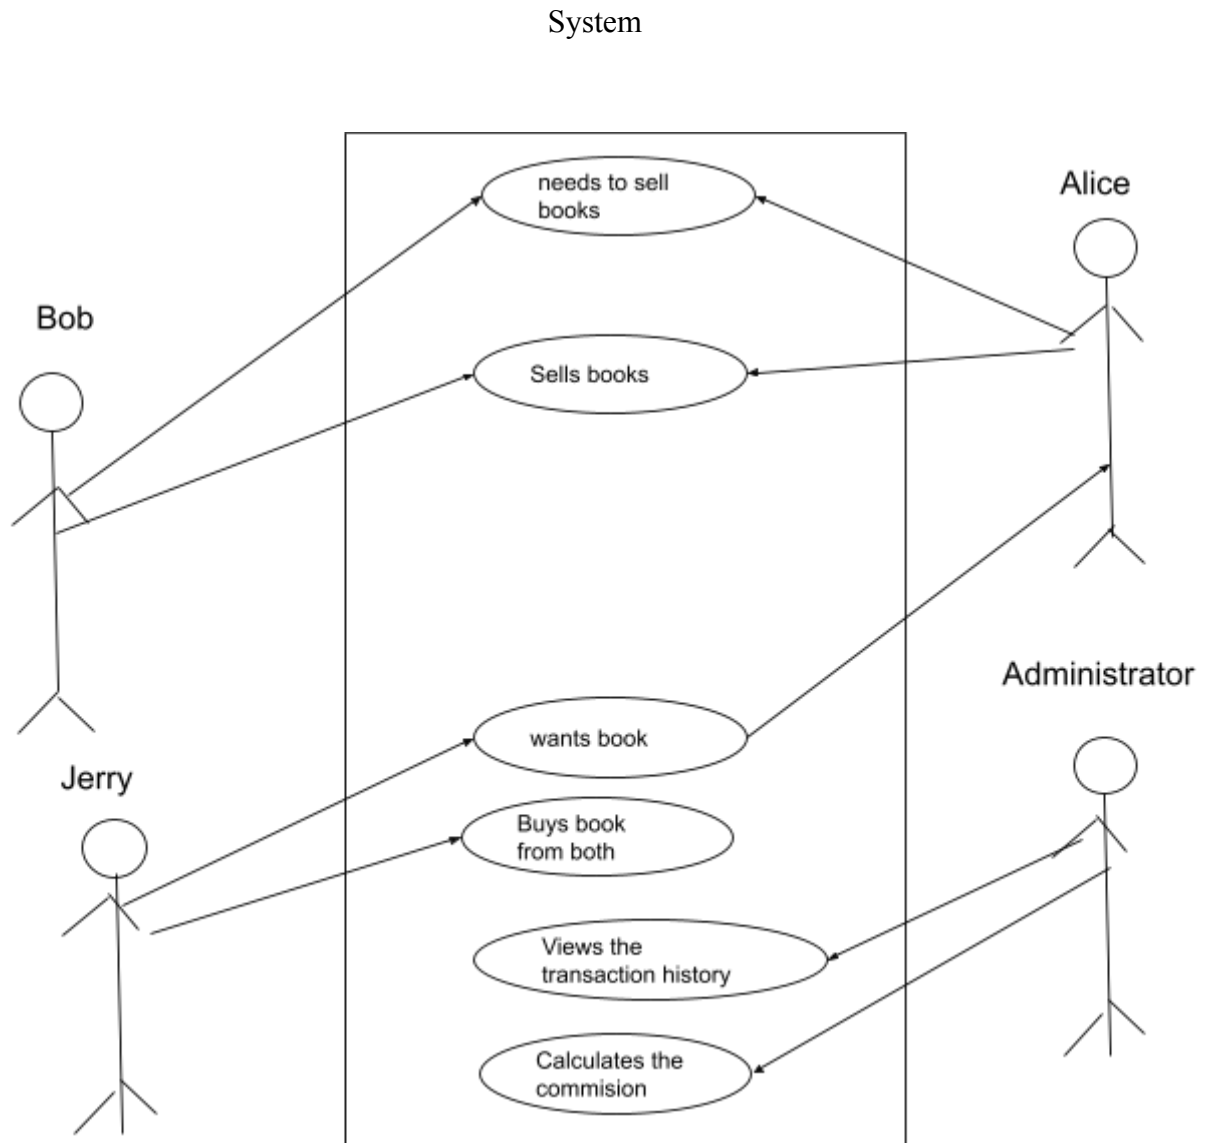 System
needs to sell
books
Alice
Bob
Sells books
Administrator
wants book
Jerry
Buys book
from both
Views the
transaction history
Calculates the
commision